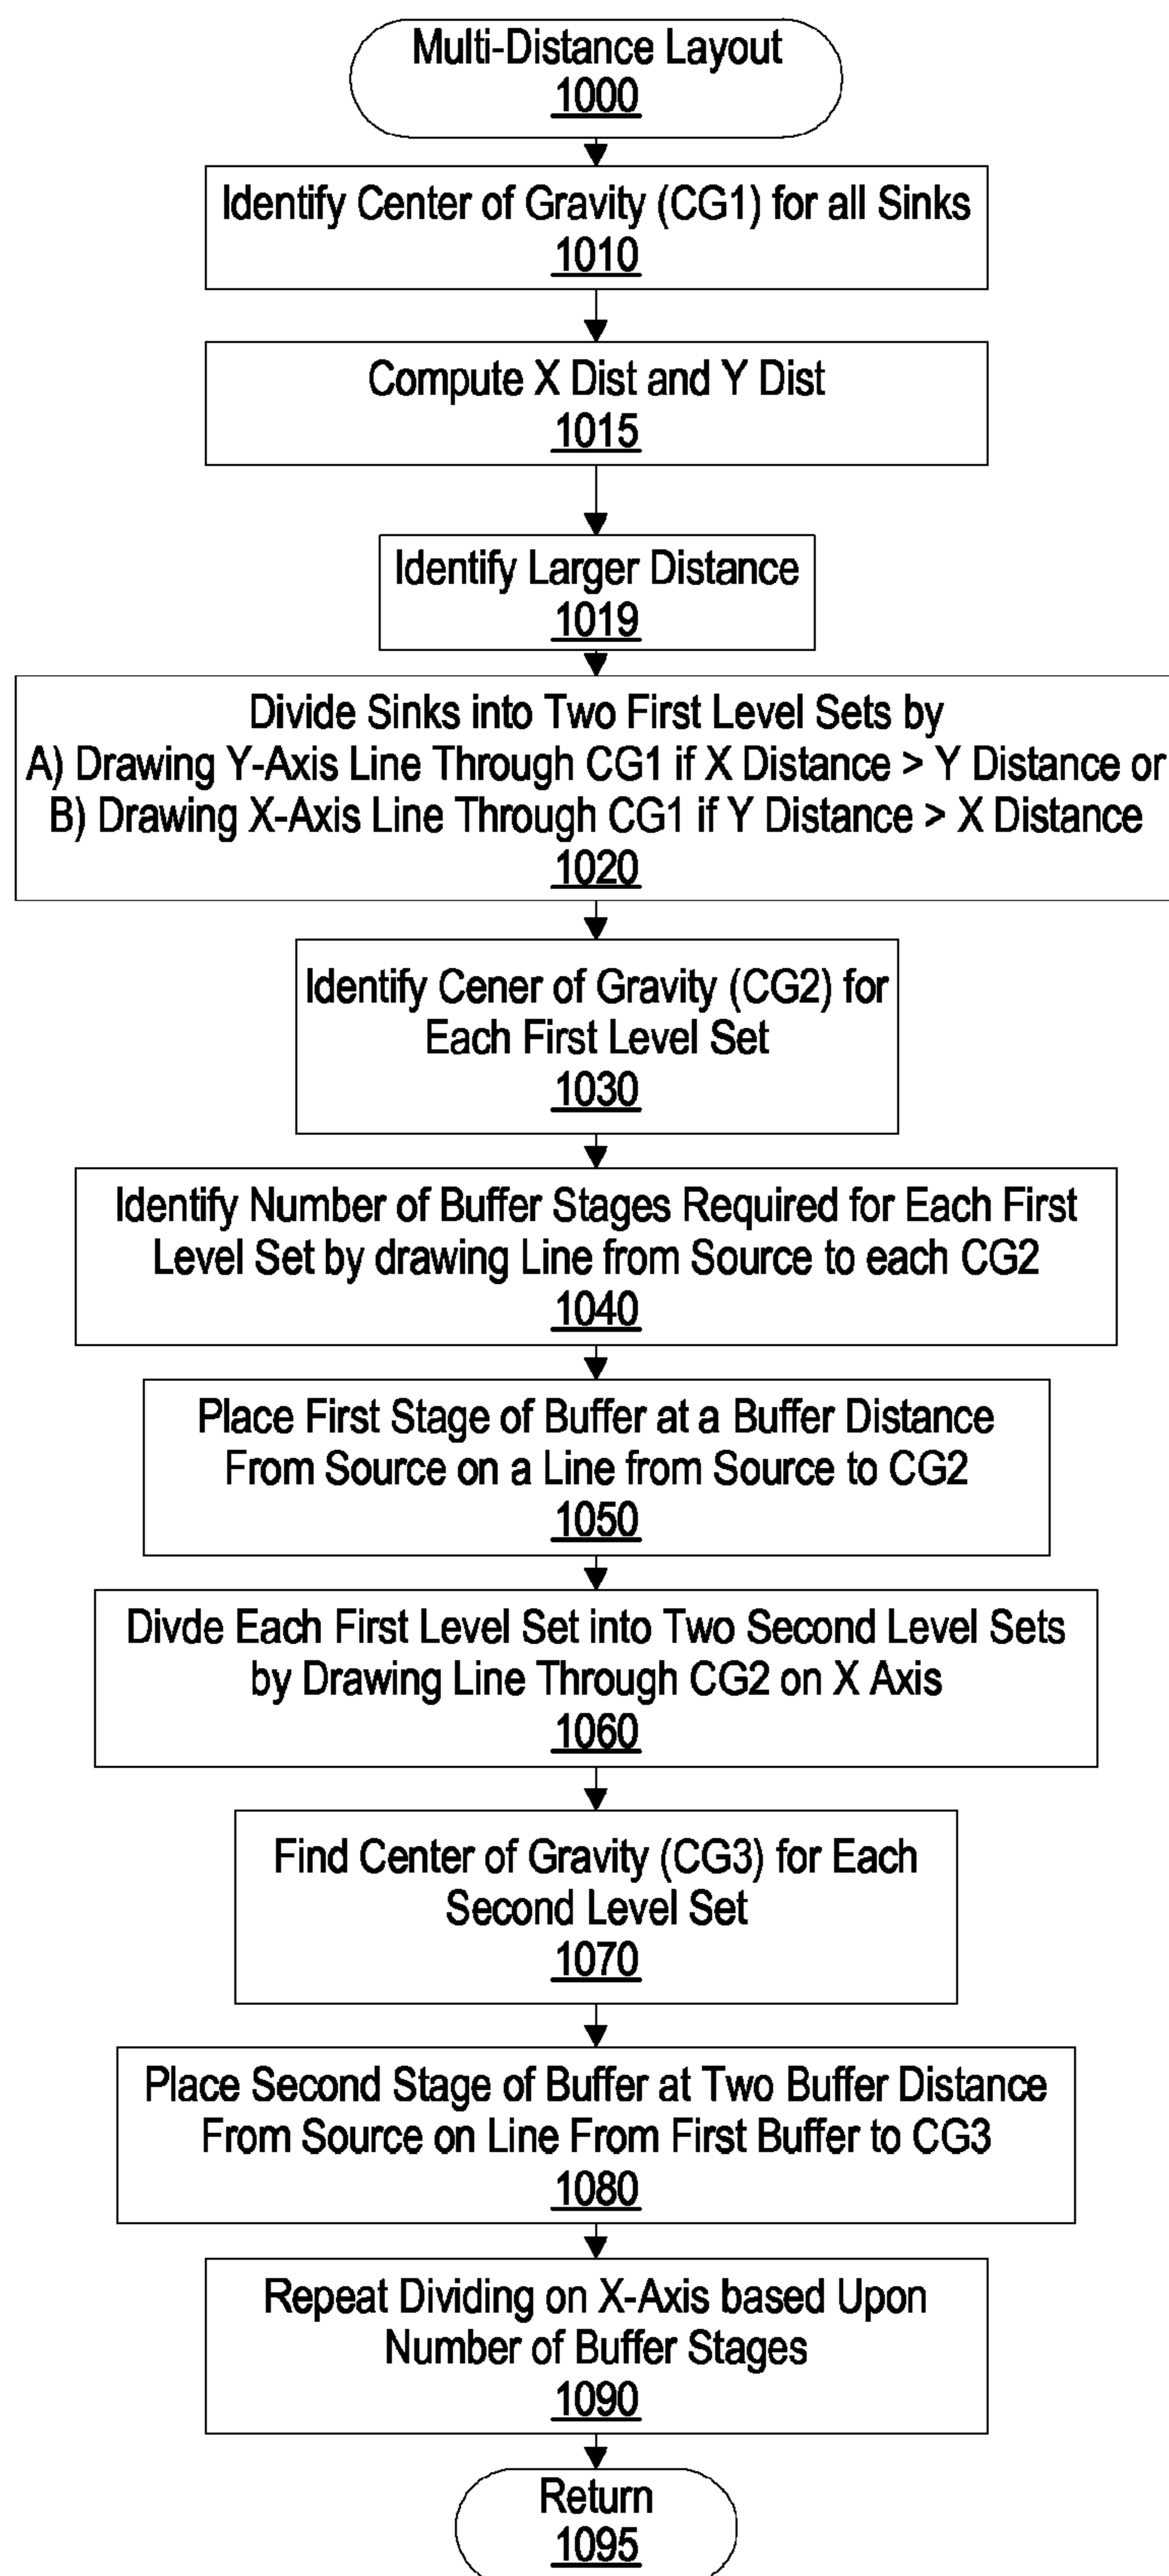 Multi-Distance Layout
1000
Identify Center of Gravity (CG1) for all Sinks
1010
Compute X Dist and Y Dist
1015
Identify Larger Distance
1019
Divide Sinks into Two First Level Sets by
A) Drawing Y-Axis Line Through CG1 if X Distance > Y Distance or
B) Drawing X-Axis Line Through CG1 if Y Distance > X Distance
1020
Identify Cener of Gravity (CG2) for
Each First Level Set
1030
Identify Number of Buffer Stages Required for Each First
Level Set by drawing Line from Source to each CG2
1040
Place First Stage of Buffer at a Buffer Distance
From Source on a Line from Source to CG2
1050
Divde Each First Level Set into Two Second Level Sets
by Drawing Line Through CG2 on X Axis
1060
Find Center of Gravity (CG3) for Each
Second Level Set
1070
Place Second Stage of Buffer at Two Buffer Distance
From Source on Line From First Buffer to CG3
1080
Repeat Dividing on X-Axis based Upon
Number of Buffer Stages
1090
Return
1095